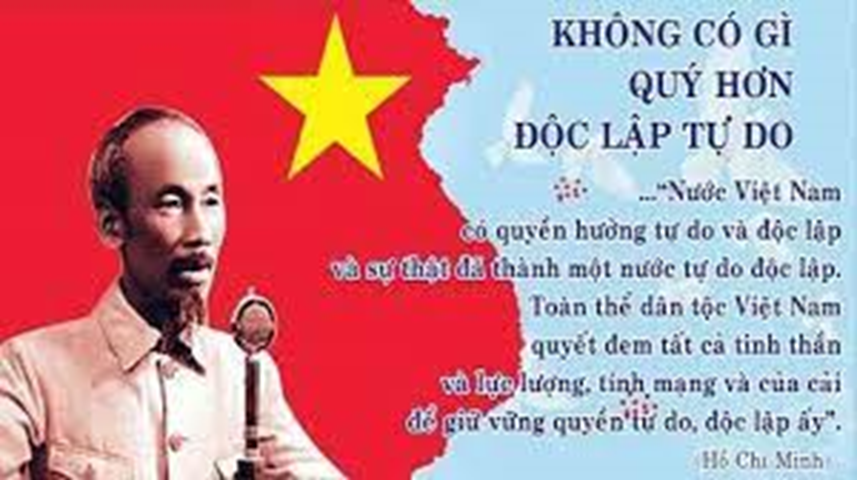 KHÔNG CÓ GÌ
QUÝ HƠN
ĐỘC LẬP TỰ DO
..."Nước Việt Nam
có quyền hưởng tự do và độc lập
và sự thật đã thành một nước tự do độc lập.
Toàn thể dân tộc Việt Nam
quyết đem tất cả tinh thần
và lực lượng, tính mạng và của cải
để giữ vững quyền tự do, độc lập ấy".
(Hồ Chí Minh)